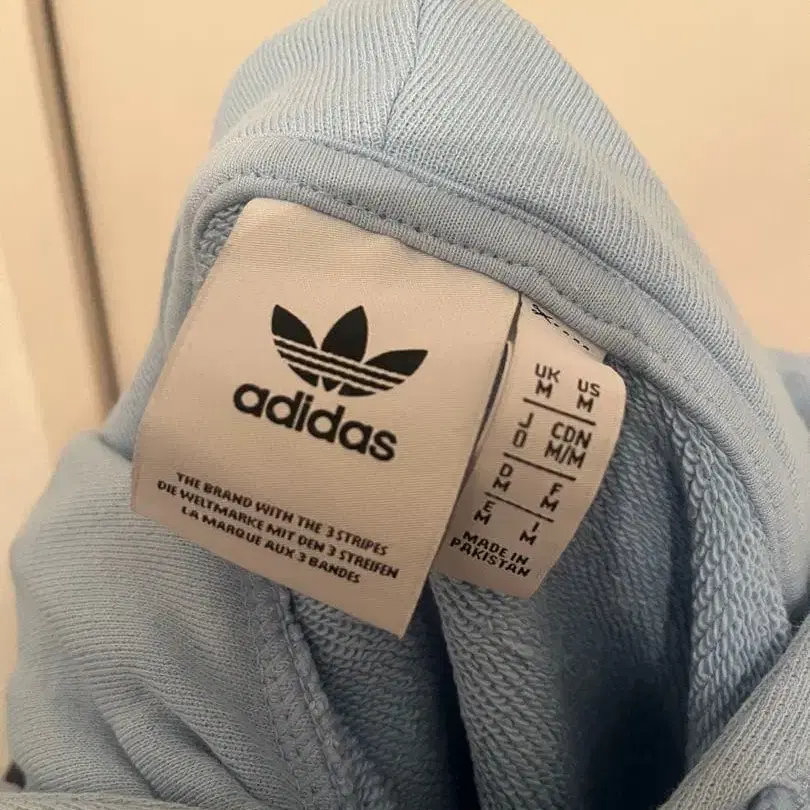 adidas
THE BRAND WITH THE 3 STRIPES
DIE WELTMARKE MIT DEN 3 STREIFEN
LA MARQUE AUX 3 BANDES
UK US
M M
J CDN
O M/M
D F
M M
E I
M M
MADE IN
PAKISTAN